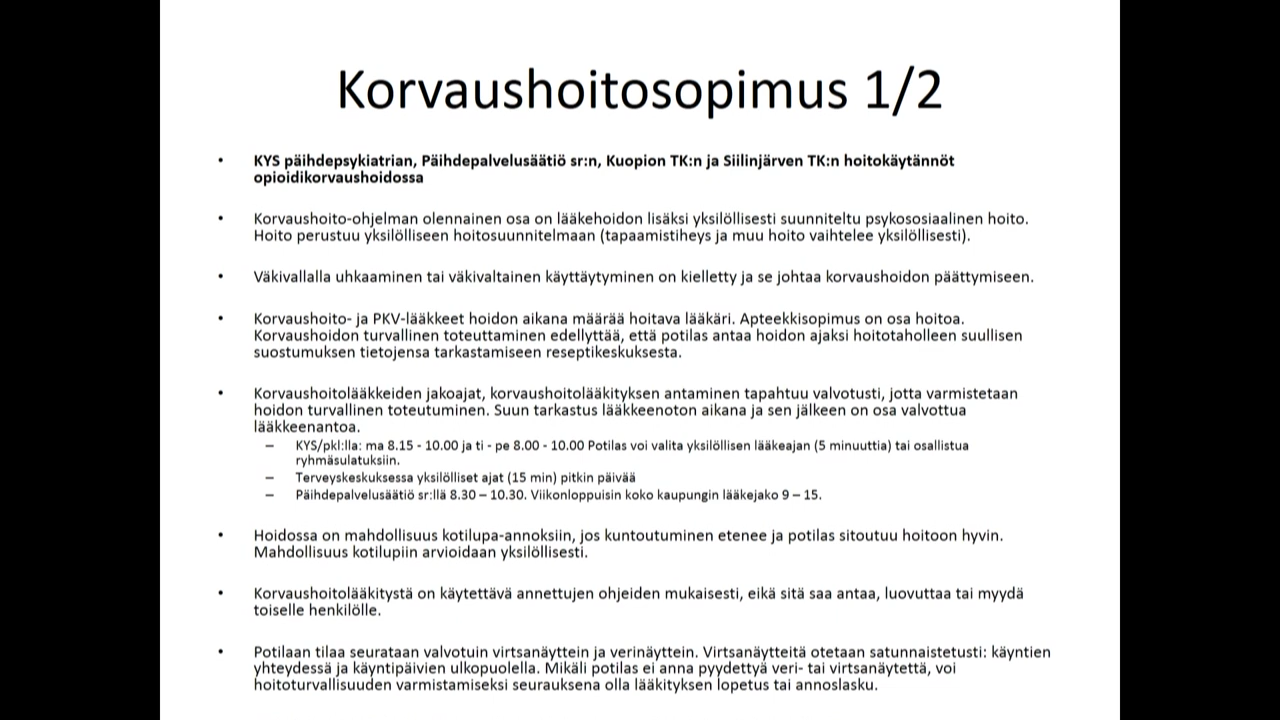 Korvaushoitosopimus 1/2
• KYS päihdepsykiatrian, Päihdepalvelusäätiö sr:n, Kuopion TK:n ja Siilinjärven TK:n hoitokäytännöt
opioidikorvaushoidossa
• Korvaushoito-ohjelman olennainen osa on lääkehoidon lisäksi yksilöllisesti suunniteltu psykososiaalinen hoito.
Hoito perustuu yksilölliseen hoitosuunnitelmaan (tapaamistiheys ja muu hoito vaihtelee yksilöllisesti).
• Väkivallalla uhkaaminen tai väkivaltainen käyttäytyminen on kielletty ja se johtaa korvaushoidon päättymiseen.
• Korvaushoito- ja PKV-lääkkeet hoidon aikana määrää hoitava lääkäri. Apteekkisopimus on osa hoitoa.
Korvaushoidon turvallinen toteuttaminen edellyttää, että potilas antaa hoidon ajaksi hoitotaholleen suullisen
suostumuksen tietojensa tarkastamiseen reseptikeskuksesta.
• Korvaushoitolääkkeiden jakoajat, korvaushoitolääkityksen antaminen tapahtuu valvotusti, jotta varmistetaan
hoidon turvallinen toteutuminen. Suun tarkastus lääkkeenoton aikana ja sen jälkeen on osa valvottua
lääkkeenantoa.
– KYS/pkl:lla: ma 8.15 - 10.00 ja ti - pe 8.00 - 10.00 Potilas voi valita yksilöllisen lääkeajan (5 minuuttia) tai osallistua
ryhmäsulatuksiin.
– Terveyskeskuksessa yksilölliset ajat (15 min) pitkin päivää
– Päihdepalvelusäätiö sr:llä 8.30 – 10.30. Viikonloppuisin koko kaupungin lääkejako 9 – 15.
• Hoidossa on mahdollisuus kotilupa-annoksiin, jos kuntoutuminen etenee ja potilas sitoutuu hoitoon hyvin.
Mahdollisuus kotilupiin arvioidaan yksilöllisesti.
• Korvaushoitolääkitystä on käytettävä annettujen ohjeiden mukaisesti, eikä sitä saa antaa, luovuttaa tai myydä
toiselle henkilölle.
• Potilaan tilaa seurataan valvotuin virtsanäyttein ja verinäyttein. Virtsanäytteitä otetaan satunnaistetusti: käyntien
yhteydessä ja käyntipäivien ulkopuolella. Mikäli potilas ei anna pyydettyä veri- tai virtsanäytettä, voi
hoitoturvallisuuden varmistamiseksi seurauksena olla lääkityksen lopetus tai annoslasku.